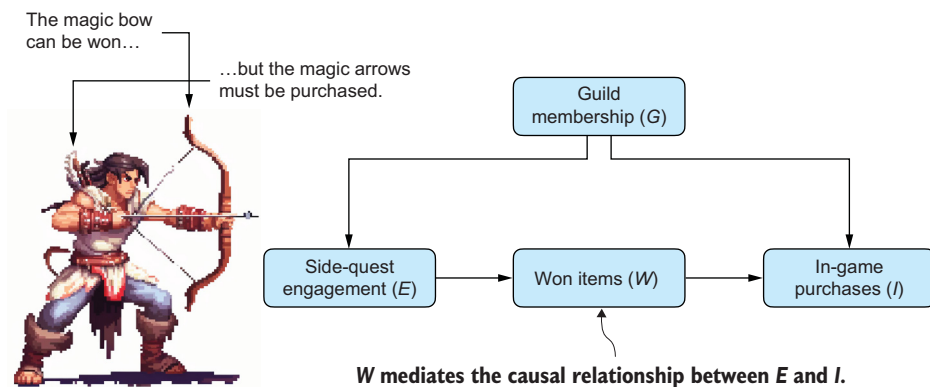 The magic bow
can be won…
…but the magic arrows
must be purchased.
Guild
membership (G)
Side-quest
engagement (E)
Won items (W)
In-game
purchases (I)
W mediates the causal relationship between E and I.